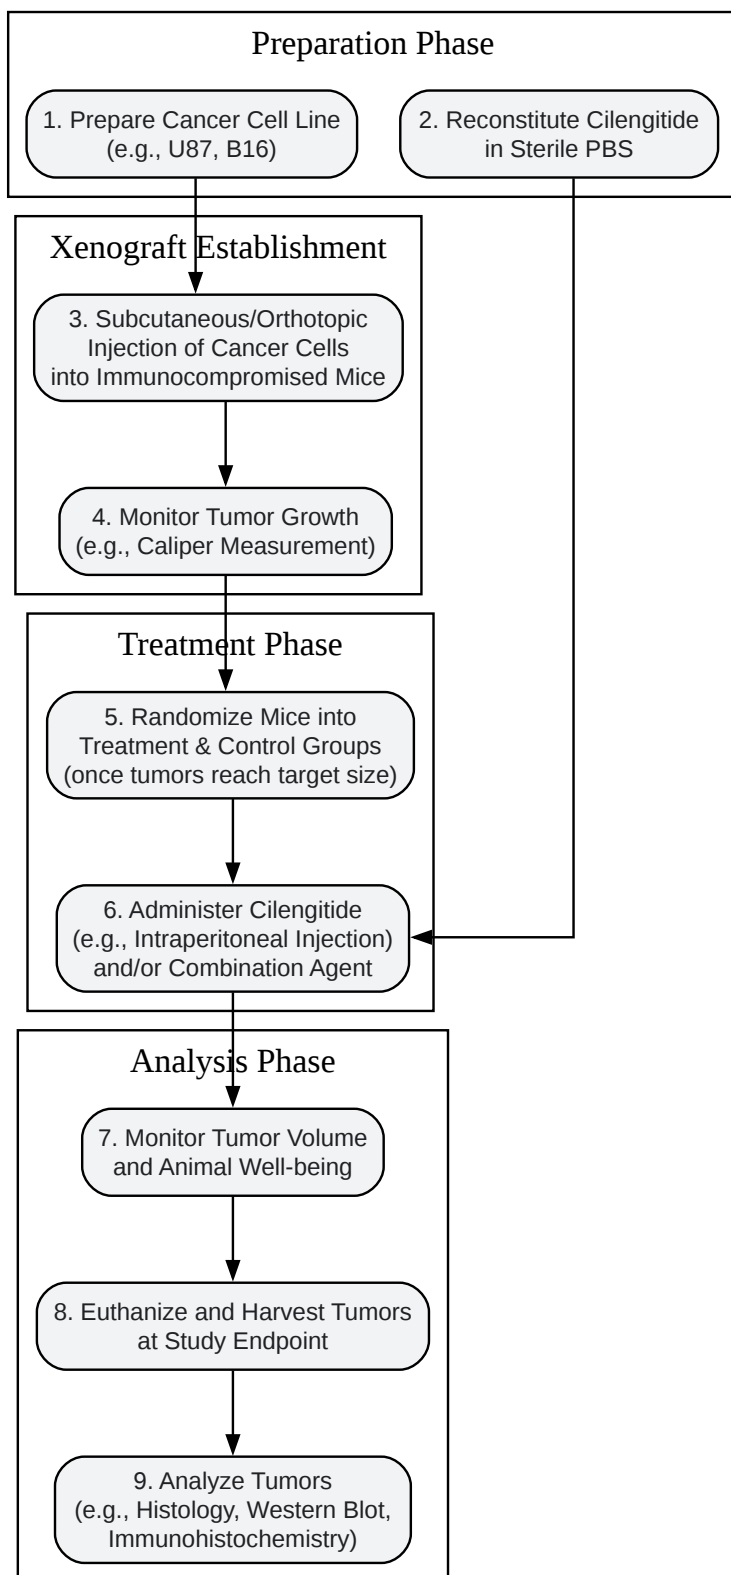 Preparation Phase
1. Prepare Cancer Cell Line
(e.g., U87, B16)
2. Reconstitute Cilengitide
in Sterile PBS
Xenograft Establishment
3. Subcutaneous/Orthotopic
Injection of Cancer Cells
into Immunocompromised Mice
4. Monitor Tumor Growth
(e.g., Caliper Measurement)
Treatment Phase
5. Randomize Mice into
Treatment & Control Groups
(once tumors reach target size)
6. Administer Cilengitide
(e.g., Intraperitoneal Injection)
and/or Combination Agent
Analysis Phase
7. Monitor Tumor Volume
and Animal Well-being
8. Euthanize and Harvest Tumors
at Study Endpoint
9. Analyze Tumors
(e.g., Histology, Western Blot,
Immunohistochemistry)